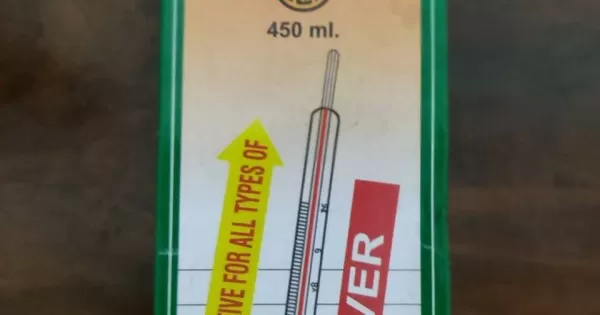 450 ml.
TIVE FOR ALL TYPES OF
VER